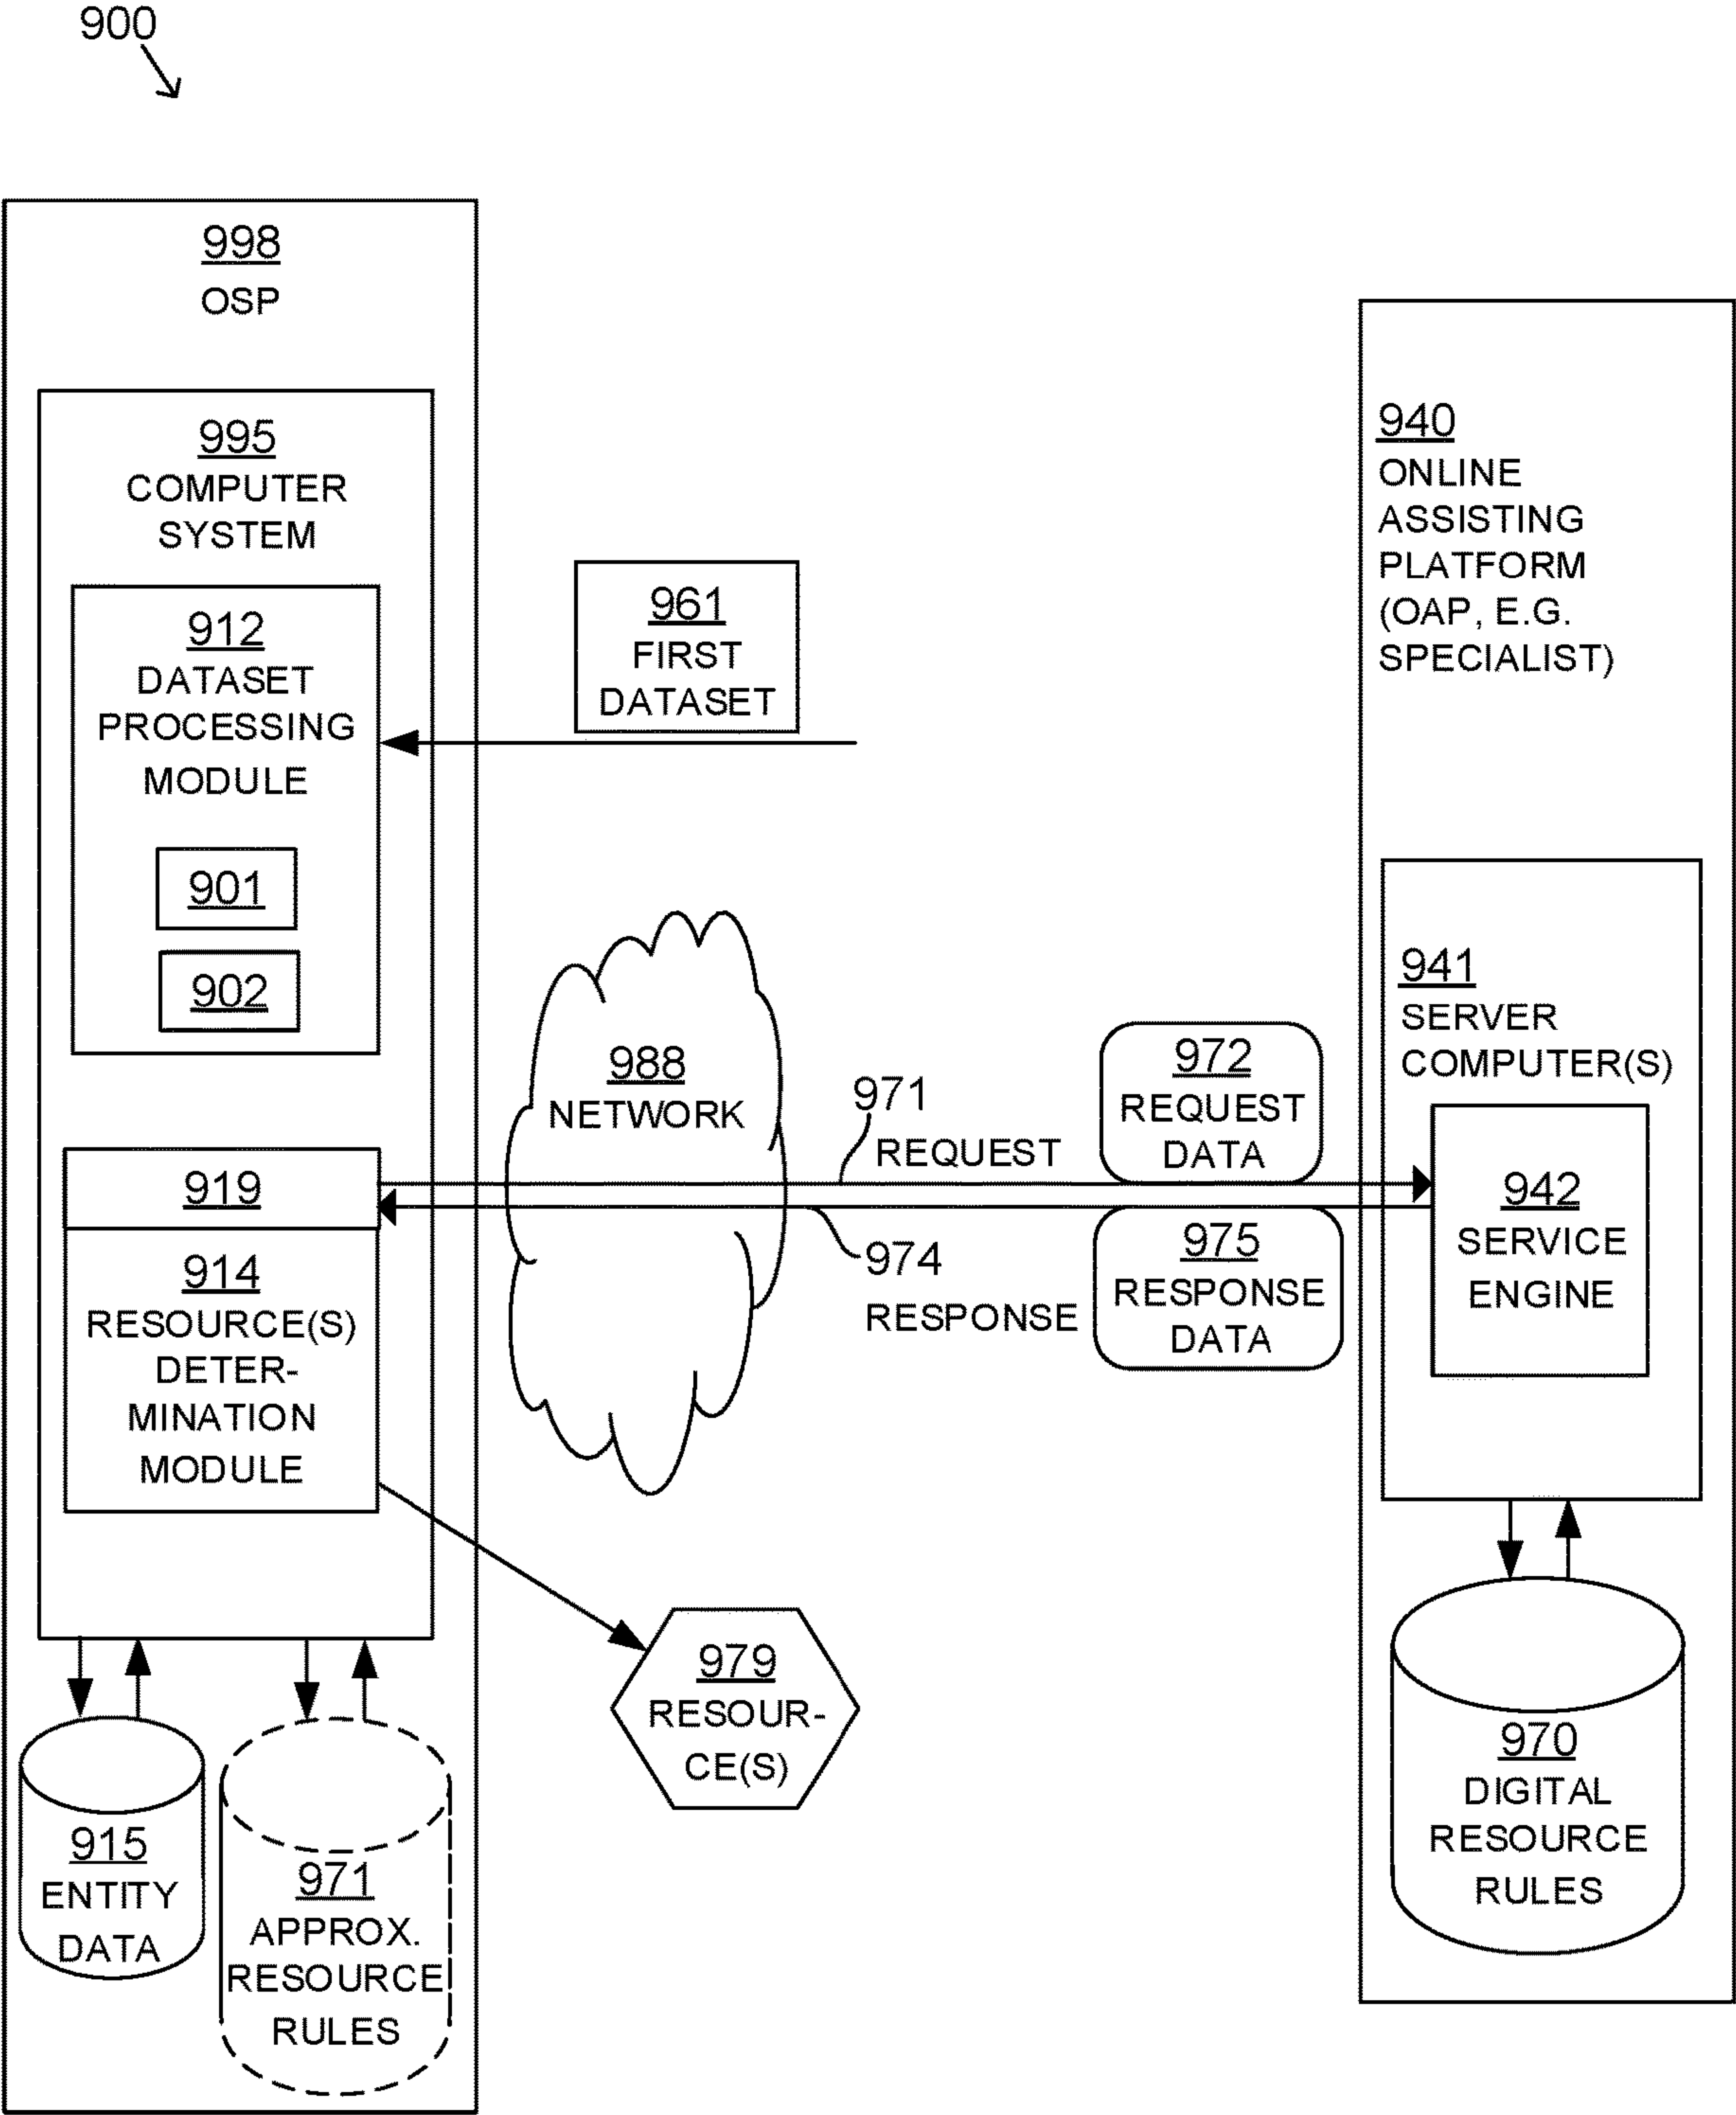 900
998
OSP
995
COMPUTER
SYSTEM
912
DATASET
PROCESSING
MODULE
901
902
919
914
RESOURCE(S)
DETER-
MINATION
MODULE
915
ENTITY
DATA
971
APPROX.
RESOURCE
RULES
961
FIRST
DATASET
988
NETWORK
971
REQUEST
972
REQUEST
DATA
974
RESPONSE
975
RESPONSE
DATA
979
RESOUR-
CE(S)
940
ONLINE
ASSISTING
PLATFORM
(OAP, E.G.
SPECIALIST)
941
SERVER
COMPUTER(S)
942
SERVICE
ENGINE
970
DIGITAL
RESOURCE
RULES